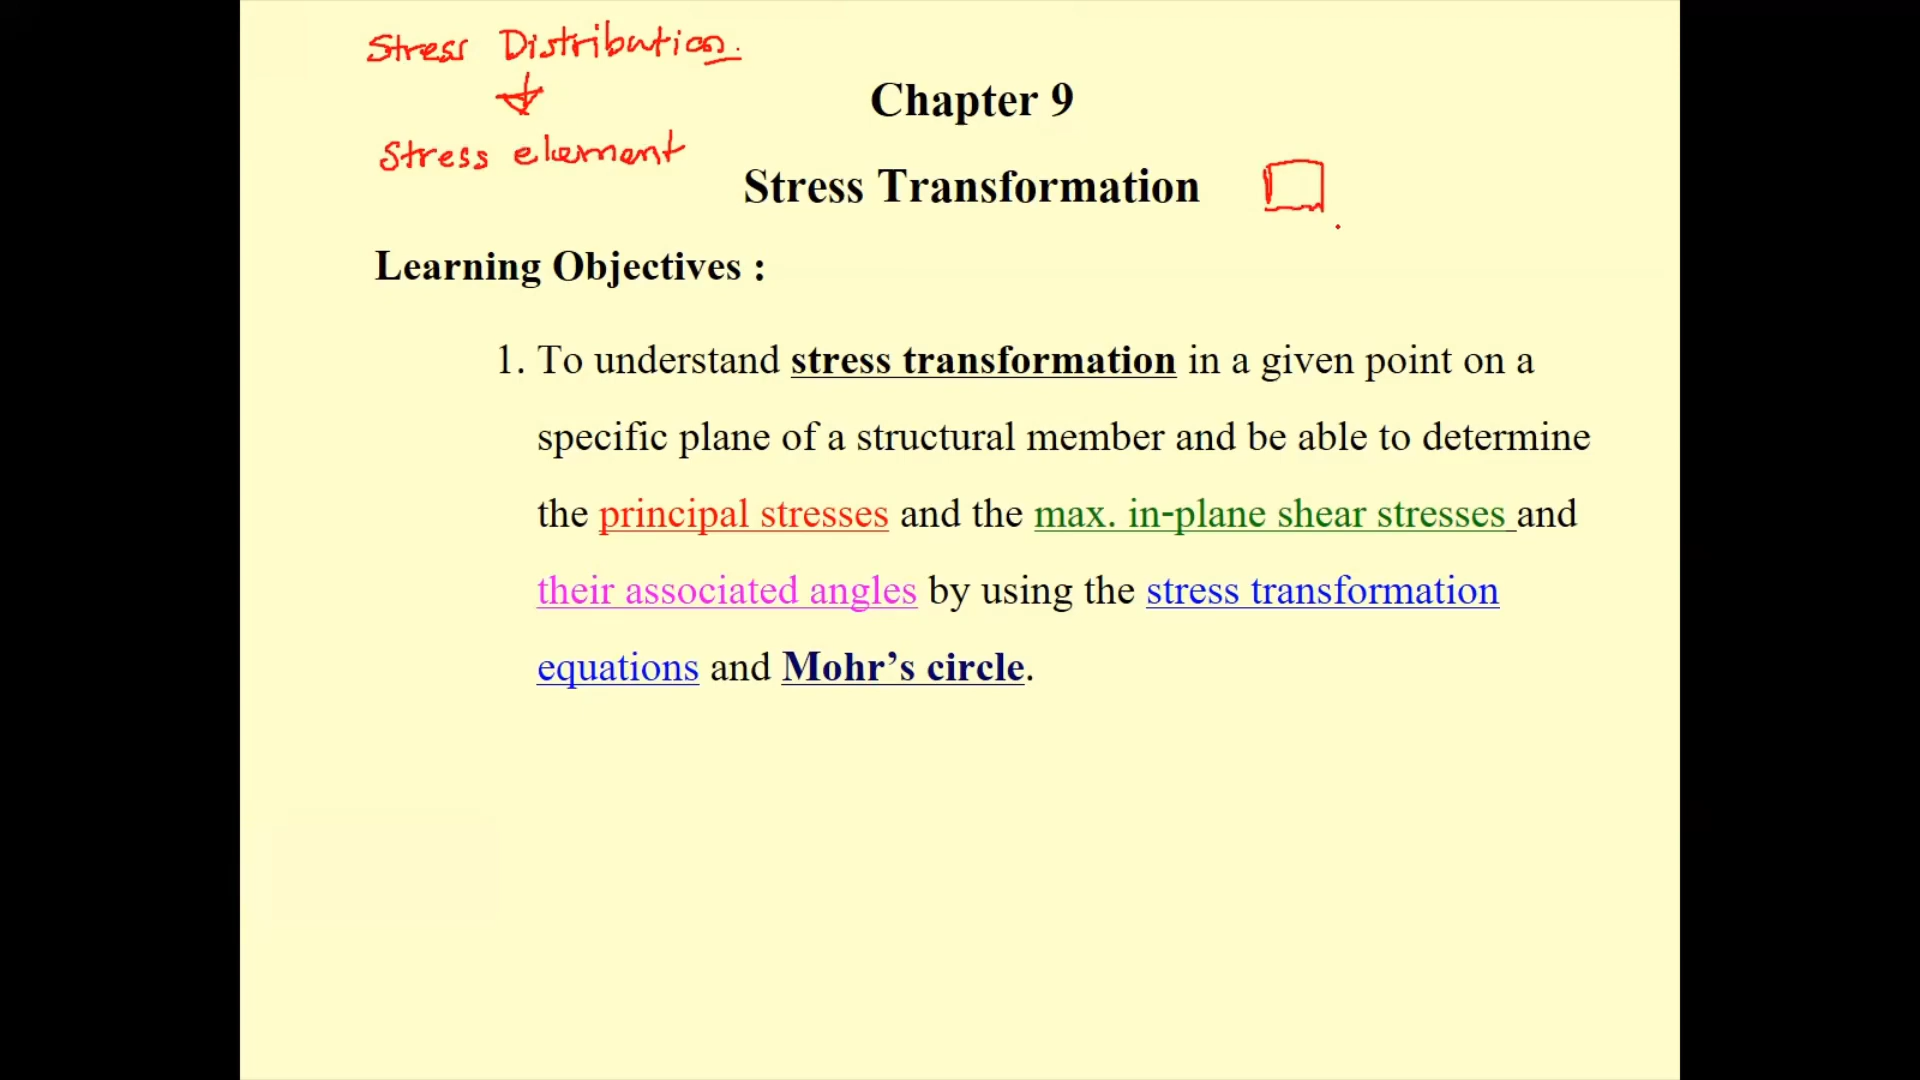 Stress Distribution.
Stress element
Chapter 9
Stress Transformation
Learning Objectives :
1. To understand stress transformation in a given point on a
specific plane of a structural member and be able to determine
the principal stresses and the max. in-plane shear stresses and
their associated angles by using the stress transformation
equations and Mohr’s circle.